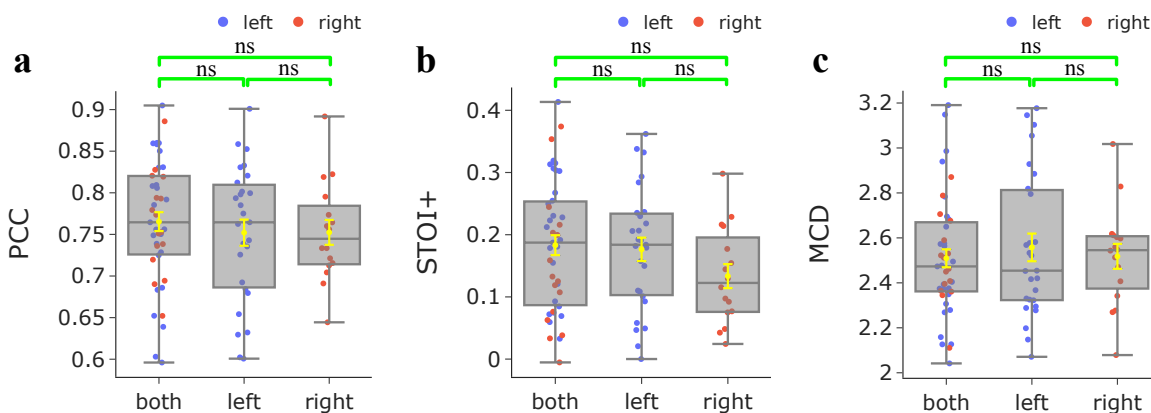 left right
a
ns
ns ns
PCC
0.9
0.85
0.8
0.75
0.7
0.65
0.6
both left right
left right
b
ns
ns ns
STOI+
0.4
0.3
0.2
0.1
0
both left right
left right
c
ns
ns ns
MCD
3.2
3
2.8
2.6
2.4
2.2
2
both left right